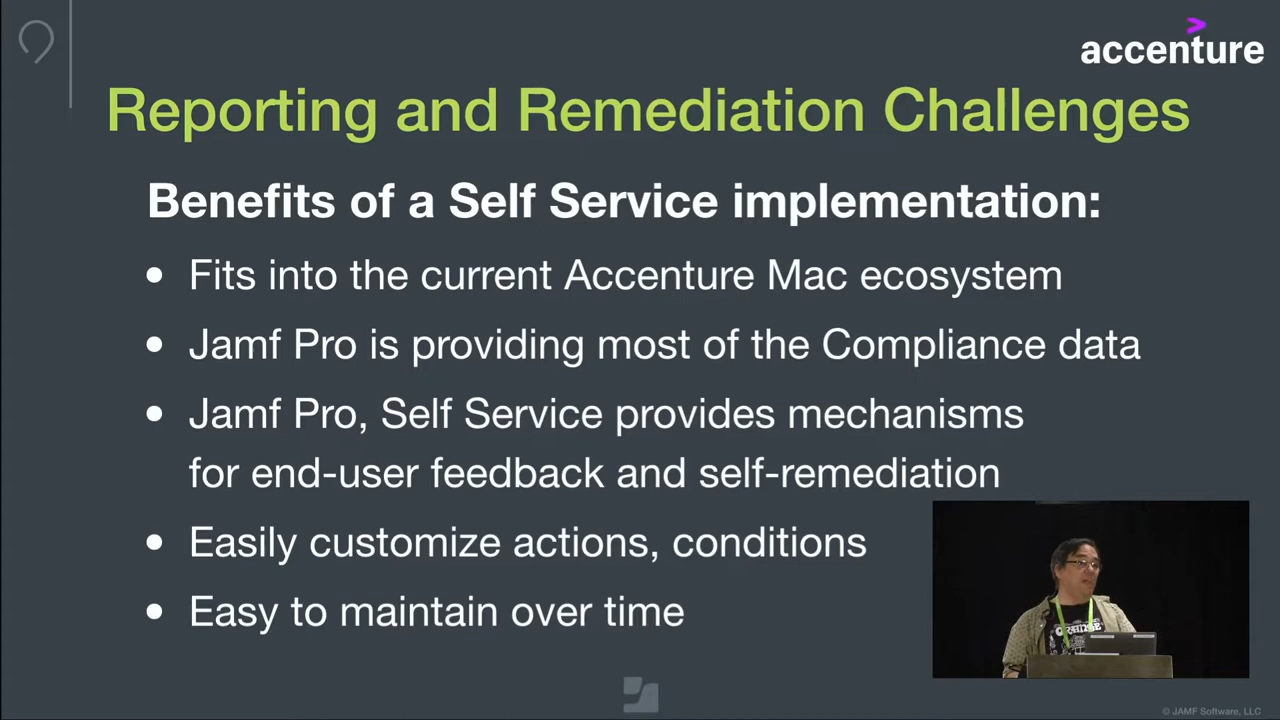 accenture
Reporting and Remediation Challenges
Benefits of a Self Service implementation:
• Fits into the current Accenture Mac ecosystem
• Jamf Pro is providing most of the Compliance data
• Jamf Pro, Self Service provides mechanisms
for end-user feedback and self-remediation
• Easily customize actions, conditions
• Easy to maintain over time
© JAMF Software, LLC